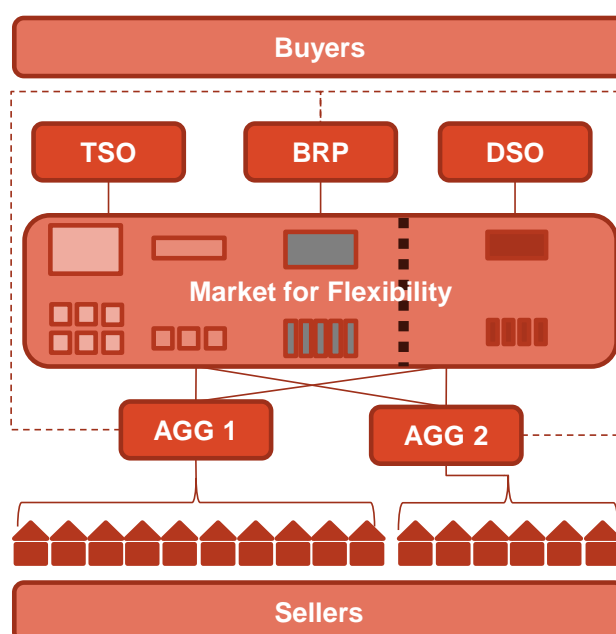 Buyers
TSO
BRP
DSO
Market for Flexibility
AGG 1
AGG 2
Sellers